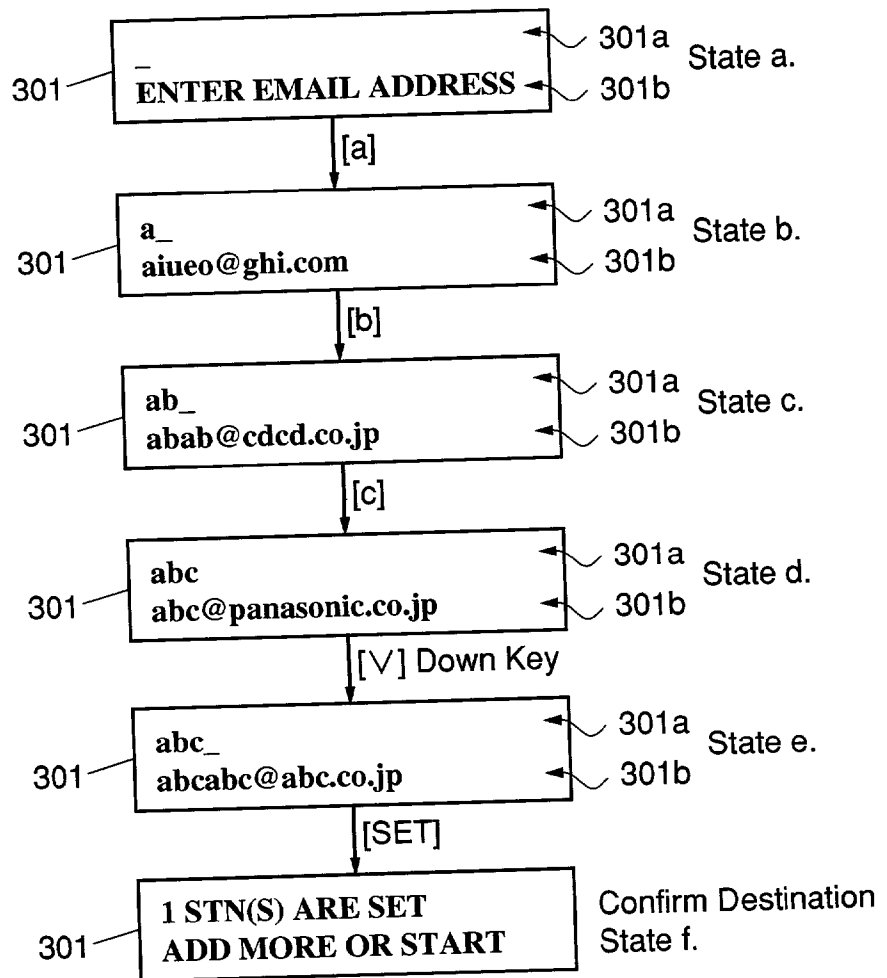 _ 301a State a.
301 ENTER EMAIL ADDRESS 301b
[a]
a_ 301a State b.
301 aiueo@ghi.com 301b
[b]
ab_ 301a State c.
301 abab@cdcd.co.jp 301b
[c]
abc 301a State d.
301 abc@panasonic.co.jp 301b
[V] Down Key
abc_ 301a State e.
301 abcabc@abc.co.jp 301b
[SET]
1 STN(S) ARE SET Confirm Destination
301 ADD MORE OR START State f.